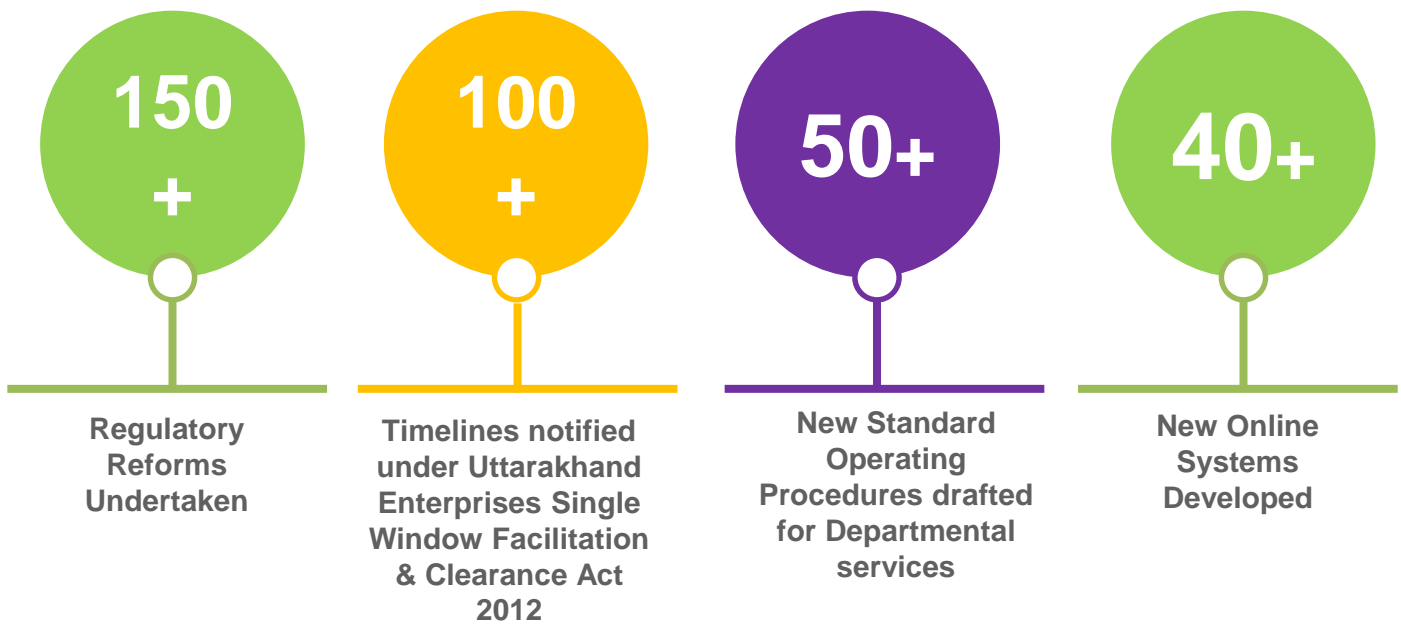 150
+
Regulatory
Reforms
Undertaken
100
+
Timelines notified
under Uttarakhand
Enterprises Single
Window Facilitation
& Clearance Act
2012
50+
New Standard
Operating
Procedures drafted
for Departmental
services
40+
New Online
Systems
Developed